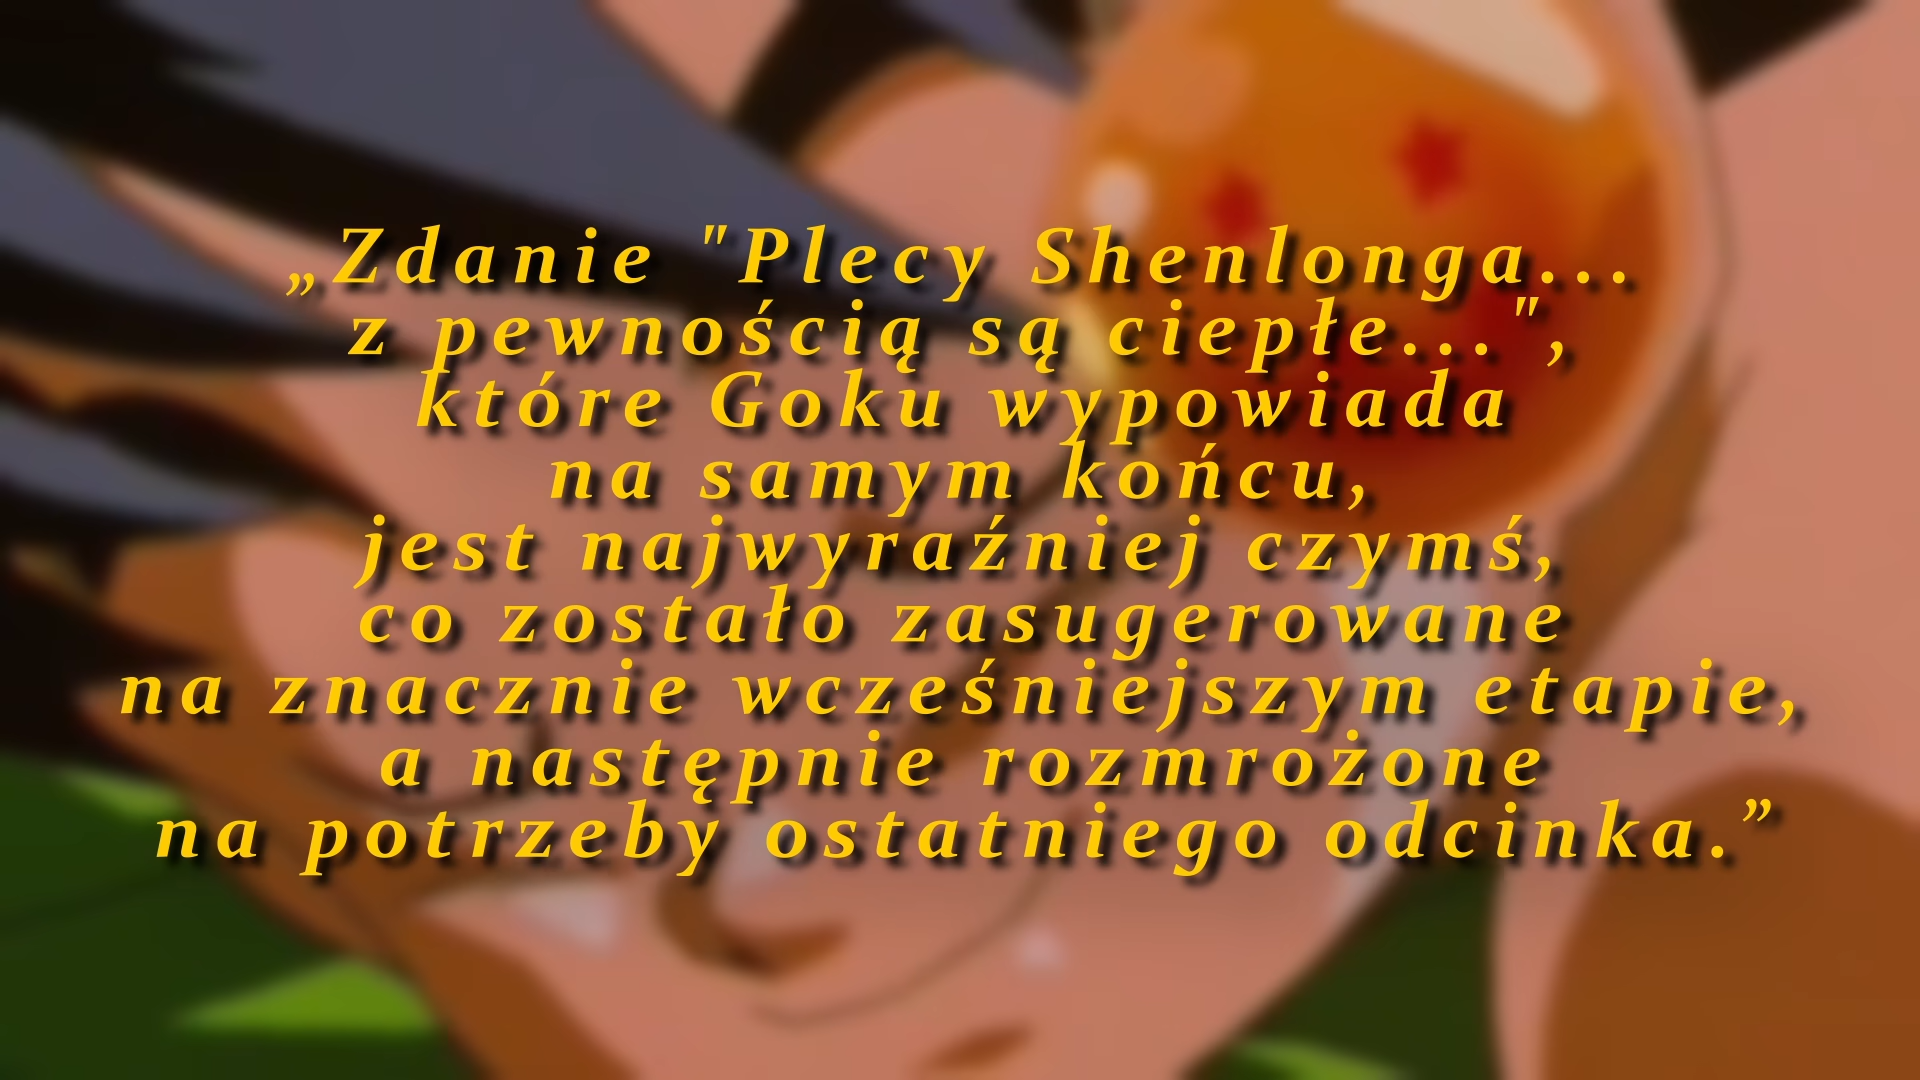 „Zdanie "Plecy Shenlonga...
z pewnością są ciepłe...",
które Goku wypowiada
na samym końcu,
jest najwyraźniej czymś,
co zostało zasugerowane
na znacznie wcześniejszym etapie,
a następnie rozmrożone
na potrzeby ostatniego odcinka.”